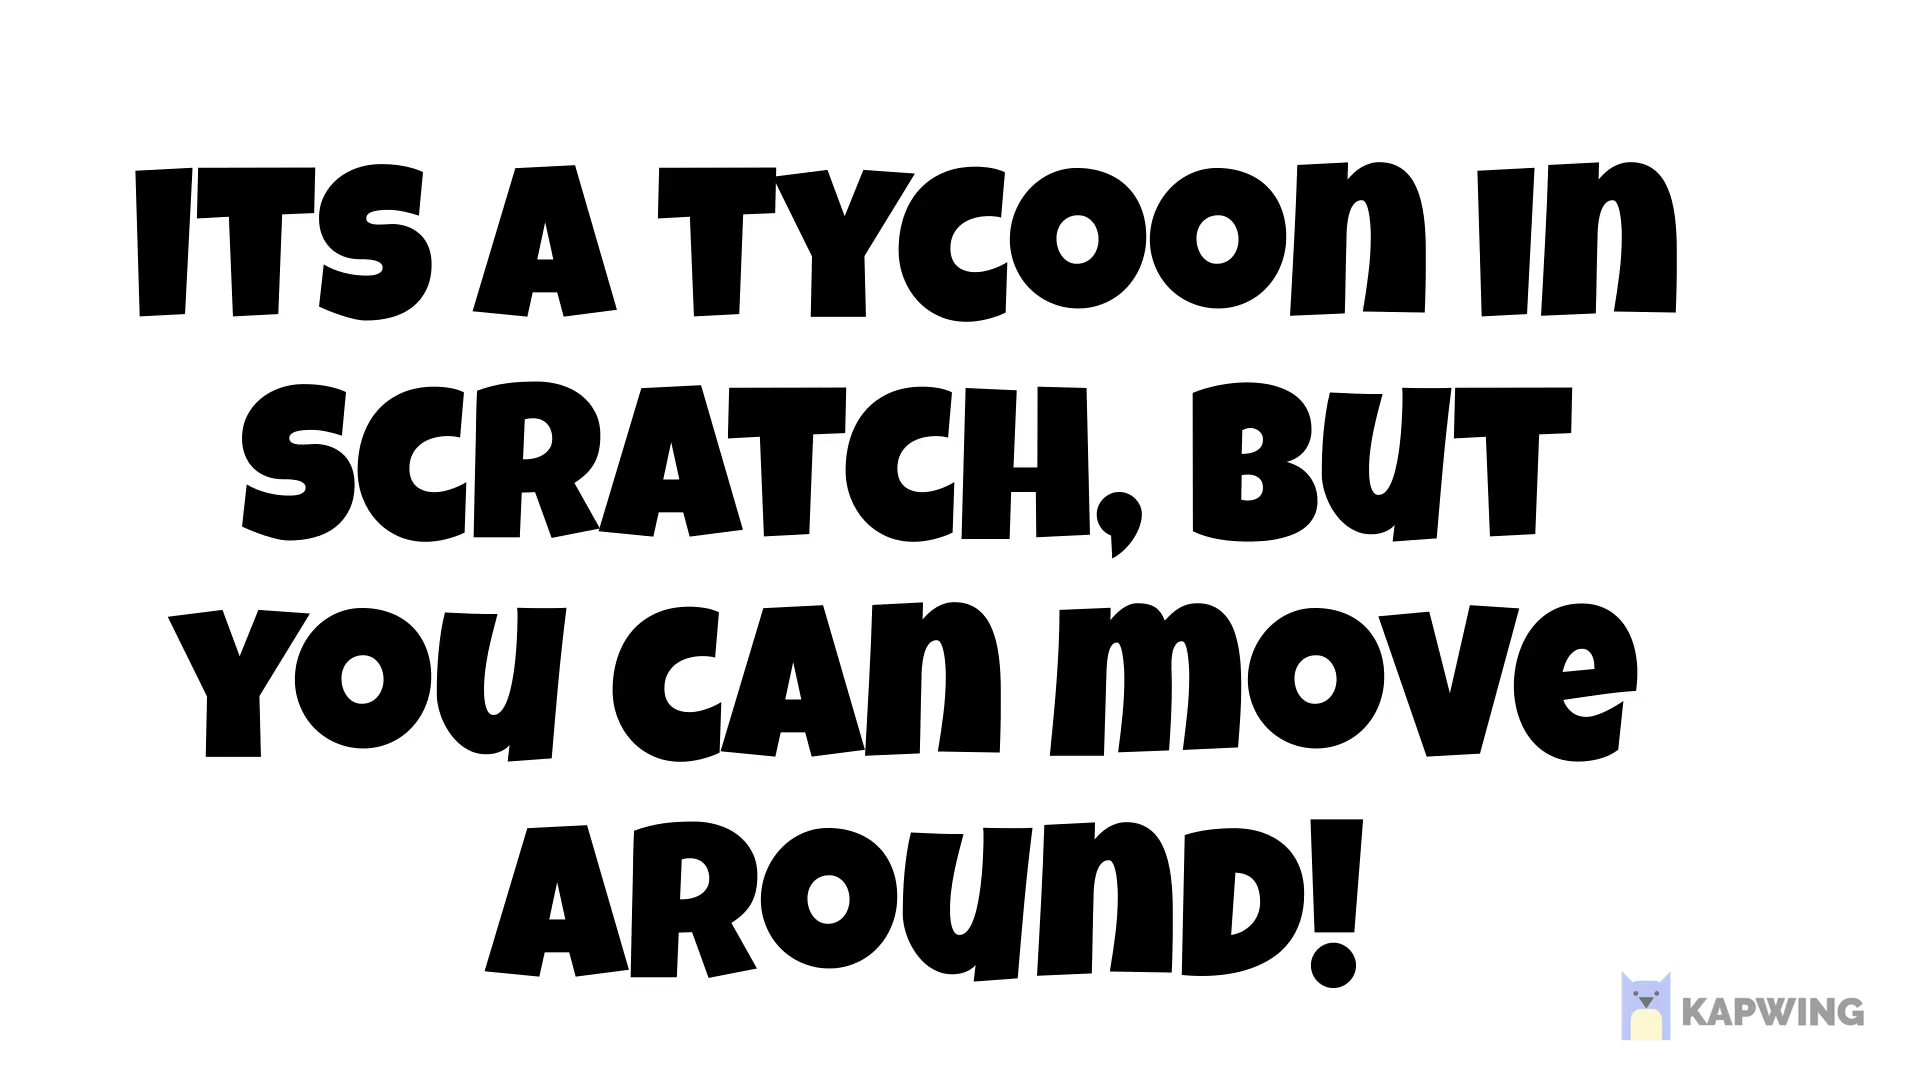 ITS A TYCOON IN
SCRATCH, BUT
YOU CAN MOVE
AROUND!
KAPWING